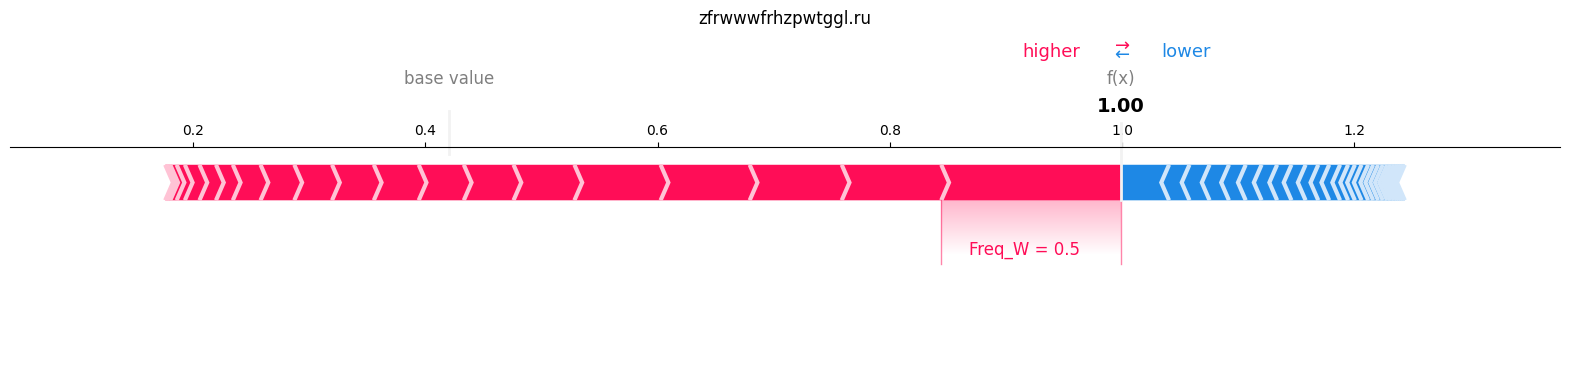 zfrwwwfrhzpwtggl.ru
higher ⇄ lower
base value f(x)
1.00
0.2 0.4 0.6 0.8 1 0 1.2
Freq_W = 0.5